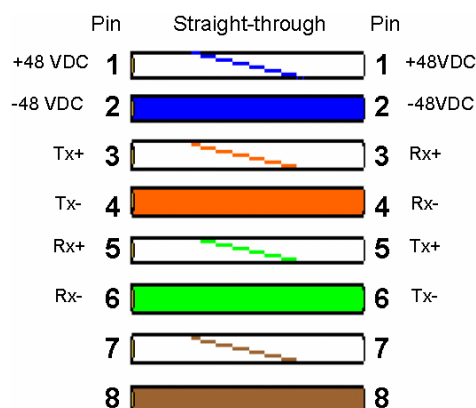 Pin Straight-through Pin
+48 VDC 1 1 +48VDC
-48 VDC 2 2 -48VDC
Tx+ 3 3 Rx+
Tx- 4 4 Rx-
Rx+ 5 5 Tx+
Rx- 6 6 Tx-
7 7
8 8